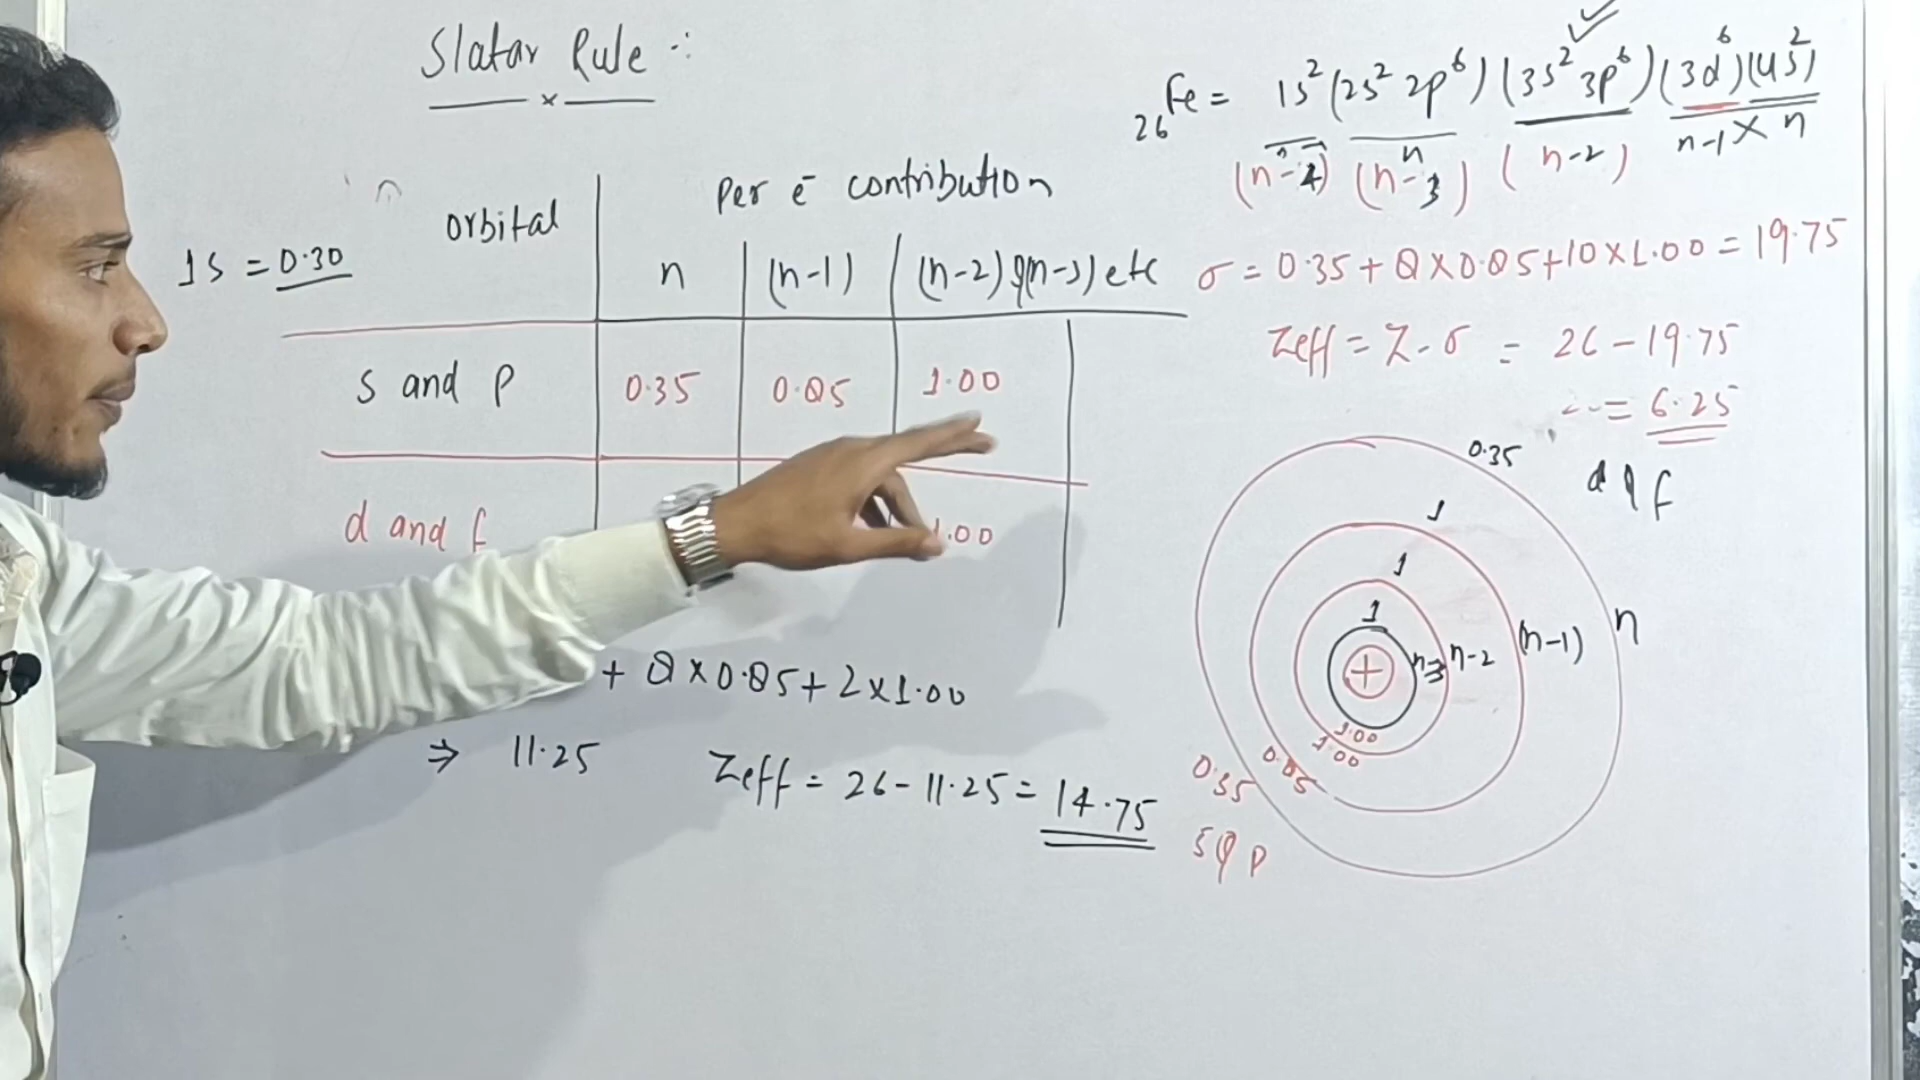 Slatar Rule :
26Fe = 1s² (2s² 2p⁶) (3s² 3p⁶) (3d⁶) (4s²)
(n-4) (n-3) (n-2) n-1 × n
1s = 0.30
orbital
Per e⁻ contribution
n (n-1) (n-2) & (n-3) etc
s and p 0.35 0.85 1.00
d and f 1.00
σ = 0.35 + 8×0.85 + 10×1.00 = 19.75
Zeff = Z - σ = 26 - 19.75
= 6.25
+ 8 × 0.85 + 2 × 1.00
⇒ 11.25
Zeff = 26 - 11.25 = 14.75
0.35
d & f
1
1
1
+
n-3 n-2 (n-1) n
1.00
1.00
0.85
0.35
s & p